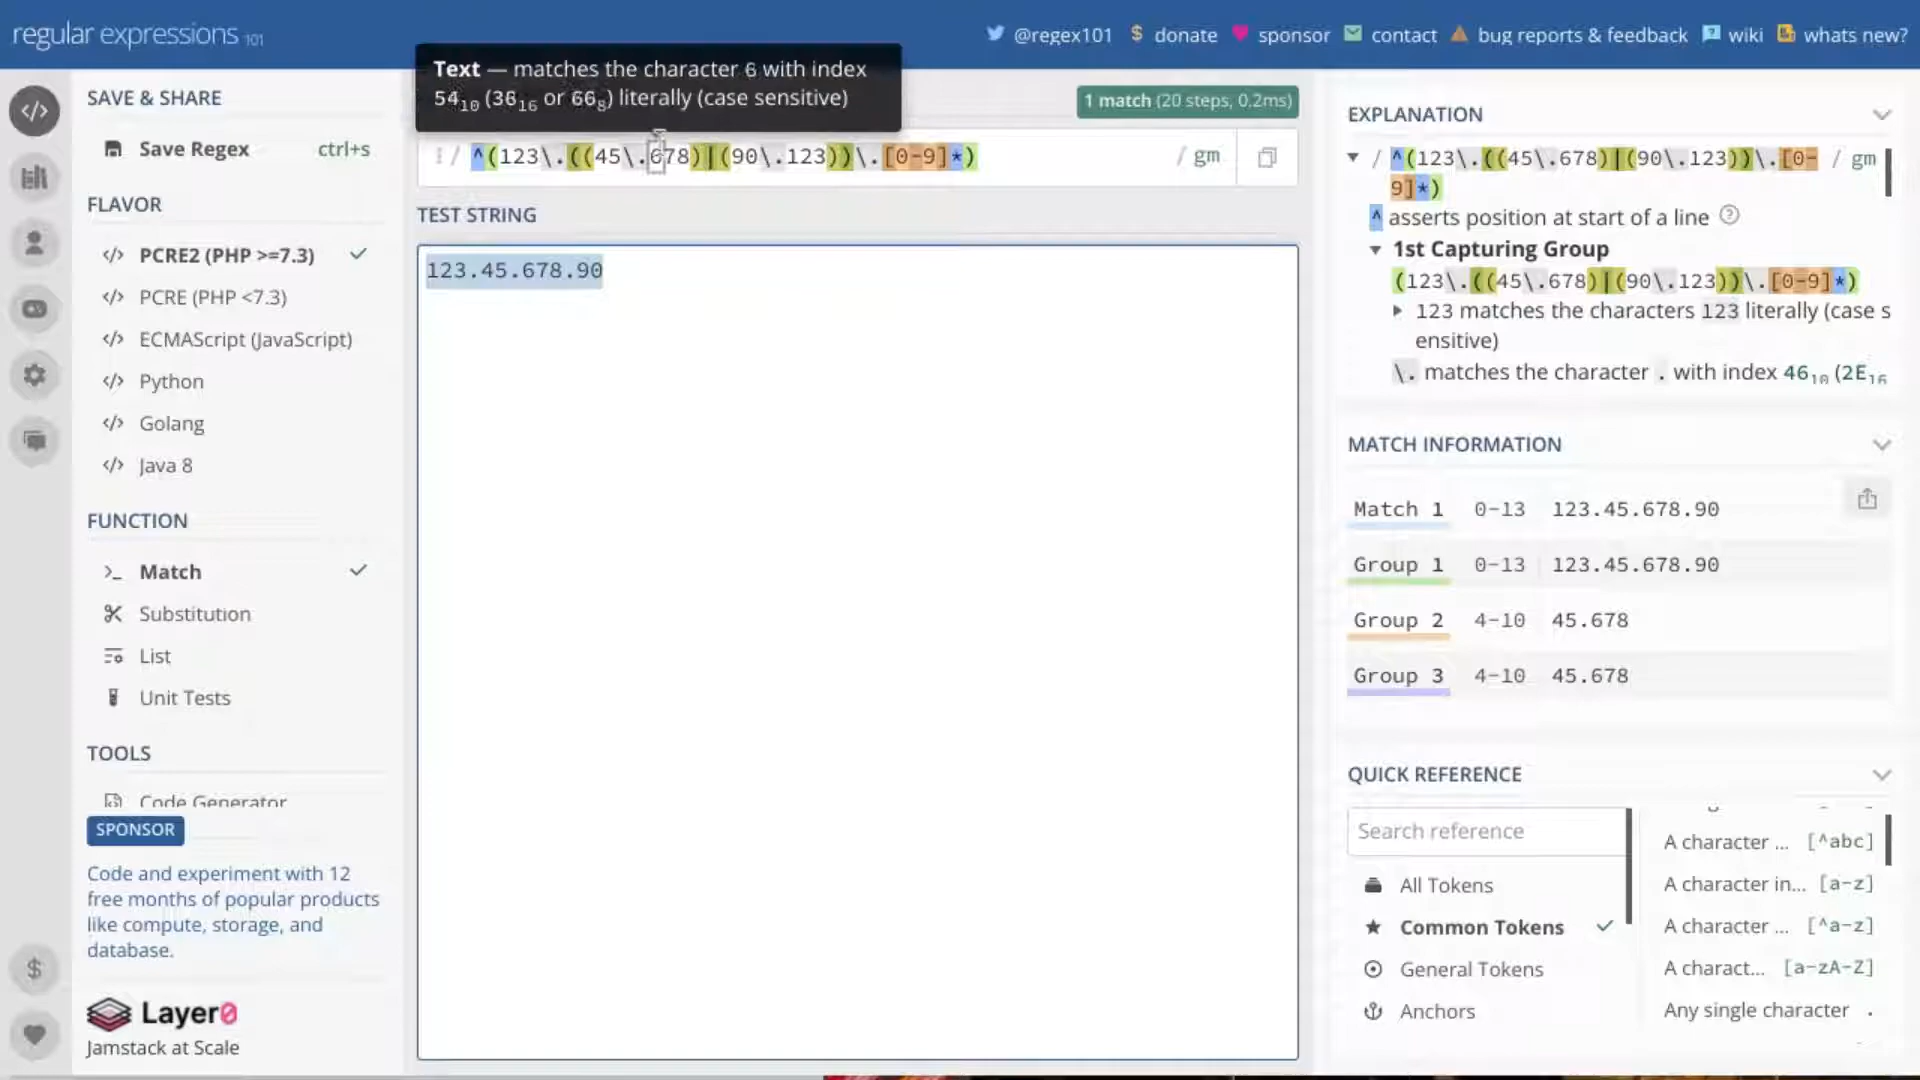 regular expressions 101
@regex101
donate
sponsor
contact
bug reports & feedback
wiki
whats new?
SAVE & SHARE
Save Regex ctrl+s
FLAVOR
PCRE2 (PHP >=7.3)
PCRE (PHP <7.3)
ECMAScript (JavaScript)
Python
Golang
Java 8
FUNCTION
Match
Substitution
List
Unit Tests
TOOLS
Code Generator
SPONSOR
Code and experiment with 12
free months of popular products
like compute, storage, and
database.
Layer0
Jamstack at Scale
Text — matches the character 6 with index
54₁₀ (36₁₆ or 66₈) literally (case sensitive)
1 match (20 steps, 0.2ms)
/ ^(123\.((45\.678)|(90\.123))\.[0-9]*) / gm
TEST STRING
123.45.678.90
EXPLANATION
/ ^(123\.((45\.678)|(90\.123))\.[0- / gm
9]*)
^ asserts position at start of a line
1st Capturing Group
(123\.((45\.678)|(90\.123))\.[0-9]*)
123 matches the characters 123 literally (case s
ensitive)
\. matches the character . with index 46₁₀ (2E₁₆
MATCH INFORMATION
Match 1 0-13 123.45.678.90
Group 1 0-13 123.45.678.90
Group 2 4-10 45.678
Group 3 4-10 45.678
QUICK REFERENCE
Search reference
All Tokens
Common Tokens
General Tokens
Anchors
A character ... [^abc]
A character in... [a-z]
A character ... [^a-z]
A charact... [a-zA-Z]
Any single character .